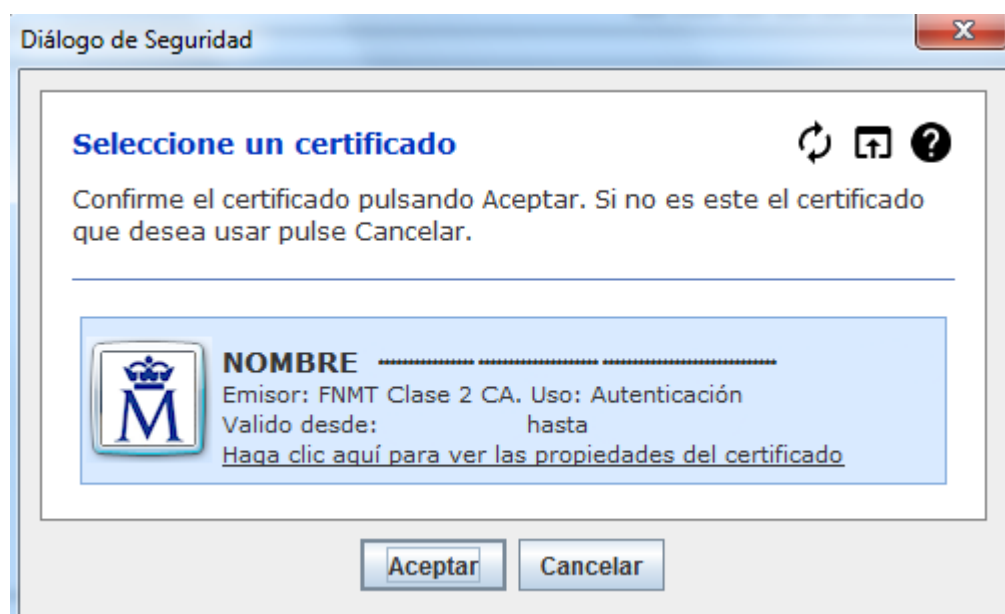 Diálogo de Seguridad
Seleccione un certificado
Confirme el certificado pulsando Aceptar. Si no es este el certificado
que desea usar pulse Cancelar.
NOMBRE
Emisor: FNMT Clase 2 CA. Uso: Autenticación
Valido desde: hasta
Haga clic aquí para ver las propiedades del certificado
Aceptar Cancelar